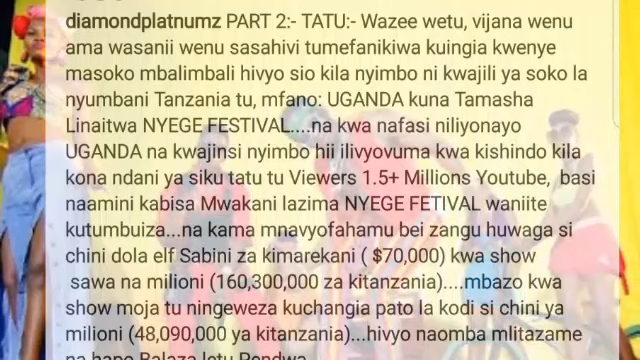 diamondplatnumz PART 2:- TATU:- Wazee wetu, vijana wenu
ama wasanii wenu sasahivi tumefanikiwa kuingia kwenye
masoko mbalimbali hivyo sio kila nyimbo ni kwajili ya soko la
nyumbani Tanzania tu, mfano: UGANDA kuna Tamasha
Linaitwa NYEGE FESTIVAL....na kwa nafasi niliyonayo
UGANDA na kwajinsi nyimbo hii ilivyovuma kwa kishindo kila
kona ndani ya siku tatu tu Viewers 1.5+ Millions Youtube, basi
naamini kabisa Mwakani lazima NYEGE FETIVAL waniite
kutumbuiza...na kama mnavyofahamu bei zangu huwaga si
chini dola elf Sabini za kimarekani ( $70,000) kwa show
sawa na milioni (160,300,000 za kitanzania)....mbazo kwa
show moja tu ningeweza kuchangia pato la kodi si chini ya
milioni (48,090,000 ya kitanzania)...hivyo naomba mlitazame
na hapo Balaza letu Pendwa